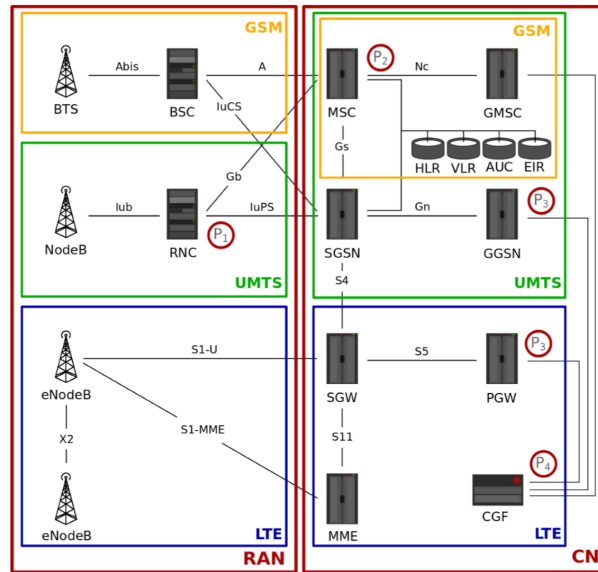 GSM
GSM
P2
Abis
A
Nc
BTS
BSC
MSC
GMSC
IuCS
Gs
HLR
VLR
AUC
EIR
Gb
Iub
IuPS
Gn
P3
P1
NodeB
RNC
SGSN
GGSN
UMTS
UMTS
S4
S1-U
S5
P3
eNodeB
SGW
PGW
S1-MME
X2
S11
P4
CGF
eNodeB
LTE
MME
LTE
RAN
CN